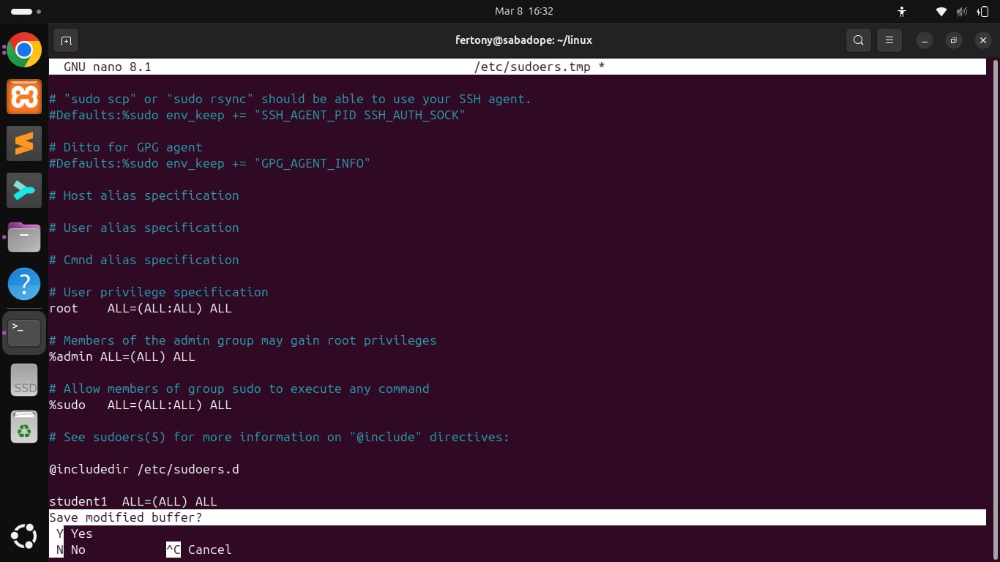 Mar 8 16:32
fertony@sabadope: ~/linux
GNU nano 8.1 /etc/sudoers.tmp *
# "sudo scp" or "sudo rsync" should be able to use your SSH agent.
#Defaults:%sudo env_keep += "SSH_AGENT_PID SSH_AUTH_SOCK"
# Ditto for GPG agent
#Defaults:%sudo env_keep += "GPG_AGENT_INFO"
# Host alias specification
# User alias specification
# Cmnd alias specification
# User privilege specification
root    ALL=(ALL:ALL) ALL
# Members of the admin group may gain root privileges
%admin ALL=(ALL) ALL
# Allow members of group sudo to execute any command
%sudo   ALL=(ALL:ALL) ALL
# See sudoers(5) for more information on "@include" directives:
@includedir /etc/sudoers.d
student1  ALL=(ALL) ALL
Save modified buffer?
Y Yes
N No ^C Cancel
>_
SSD